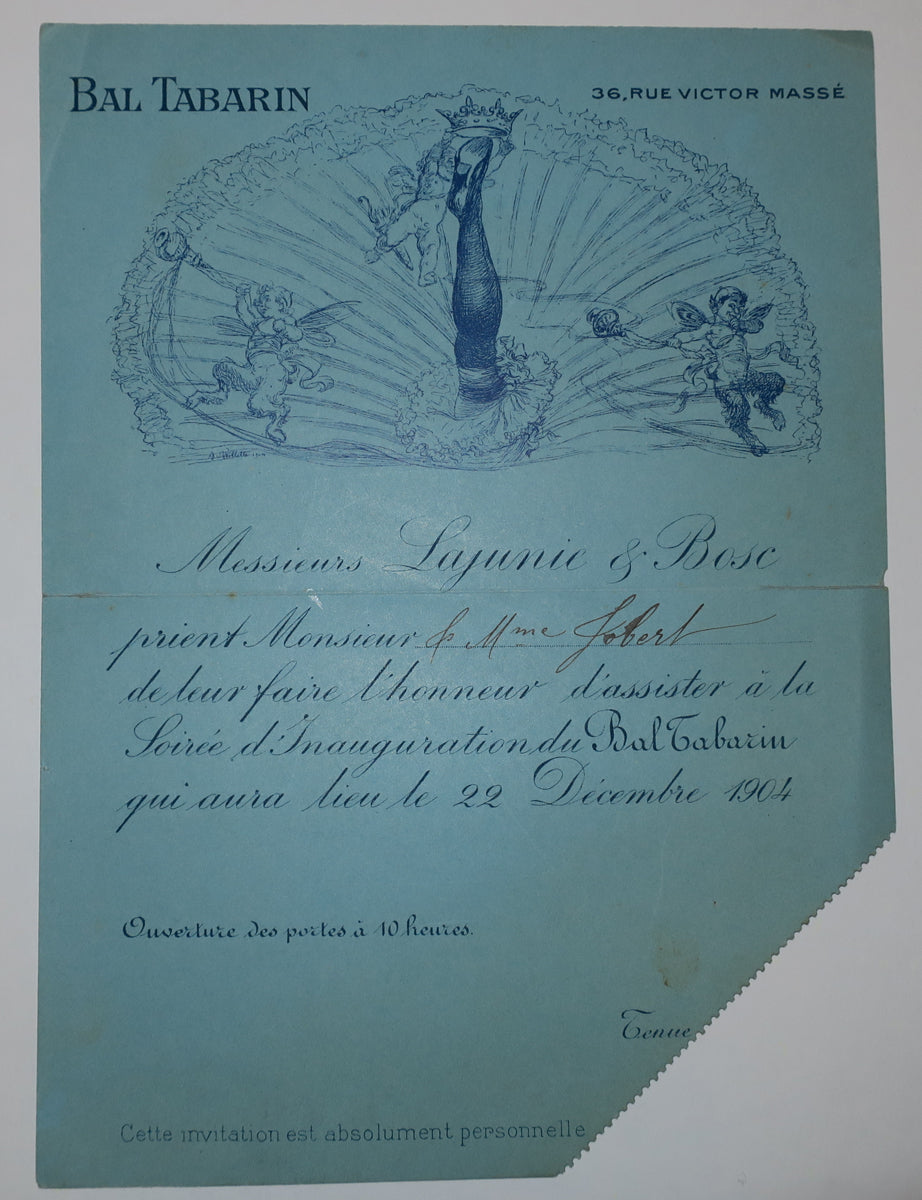 BAL TABARIN
36, RUE VICTOR MASSÉ
A. Willette
Messieurs Lajunie & Bosc
prient Monsieur & Mme Jobert
de leur faire l'honneur d'assister à la
Soirée d'Inauguration du Bal Tabarin
qui aura lieu le 22 Décembre 1904
Ouverture des portes à 10 heures.
Tenue
Cette invitation est absolument personnelle